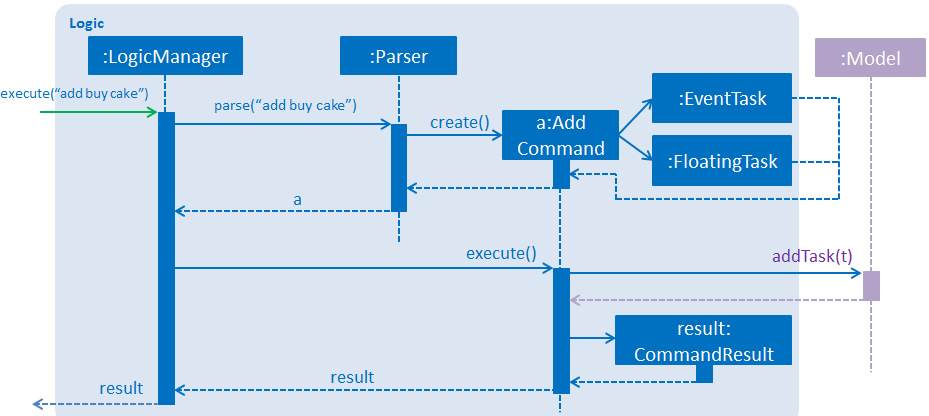 Logic
:LogicManager
:Parser
:Model
execute(“add buy cake”)
parse(“add buy cake”)
create()
a:Add
Command
:EventTask
:FloatingTask
a
execute()
addTask(t)
result:
CommandResult
result
result